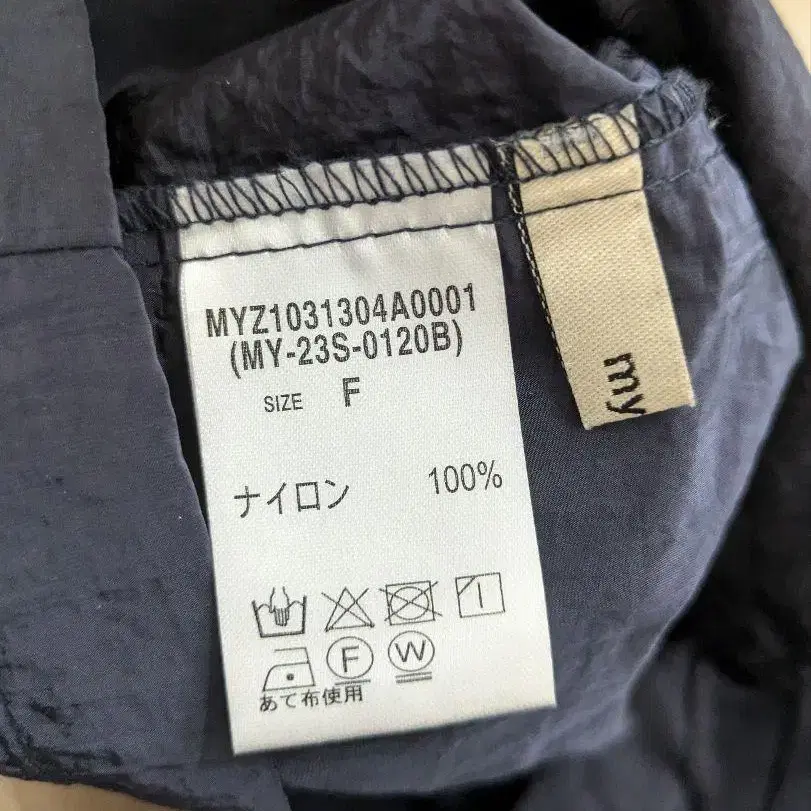 MYZ1031304A0001
(MY-23S-0120B)
SIZE F
ナイロン 100%
F W
あて布使用
my